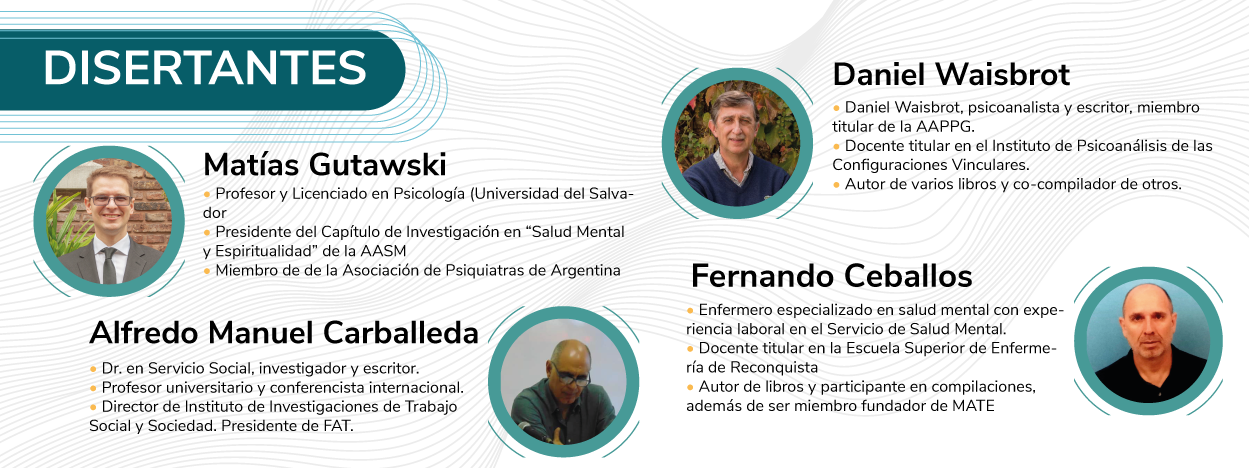 DISERTANTES
Matías Gutawski
• Profesor y Licenciado en Psicología (Universidad del Salva-
dor
• Presidente del Capítulo de Investigación en “Salud Mental
y Espiritualidad” de la AASM
• Miembro de de la Asociación de Psiquiatras de Argentina
Alfredo Manuel Carballeda
• Dr. en Servicio Social, investigador y escritor.
• Profesor universitario y conferencista internacional.
• Director de Instituto de Investigaciones de Trabajo
Social y Sociedad. Presidente de FAT.
Daniel Waisbrot
• Daniel Waisbrot, psicoanalista y escritor, miembro
titular de la AAPPG.
• Docente titular en el Instituto de Psicoanálisis de las
Configuraciones Vinculares.
• Autor de varios libros y co-compilador de otros.
Fernando Ceballos
• Enfermero especializado en salud mental con expe-
riencia laboral en el Servicio de Salud Mental.
• Docente titular en la Escuela Superior de Enferme-
ría de Reconquista
• Autor de libros y participante en compilaciones,
además de ser miembro fundador de MATE